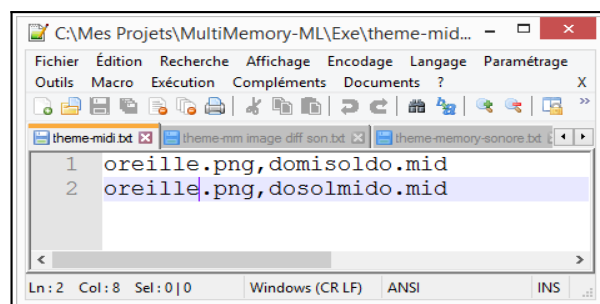 C:\Mes Projets\MultiMemory-ML\Exe\theme-mid...
Fichier Édition Recherche Affichage Encodage Langage Paramétrage
Outils Macro Exécution Compléments Documents ? X
theme-midi.txt theme-mm image diff son.txt theme-memory-sonore.txt
1 oreille.png,domisoldo.mid
2 oreille.png,dosolmido.mid
Ln : 2 Col : 8 Sel : 0 | 0 Windows (CR LF) ANSI INS